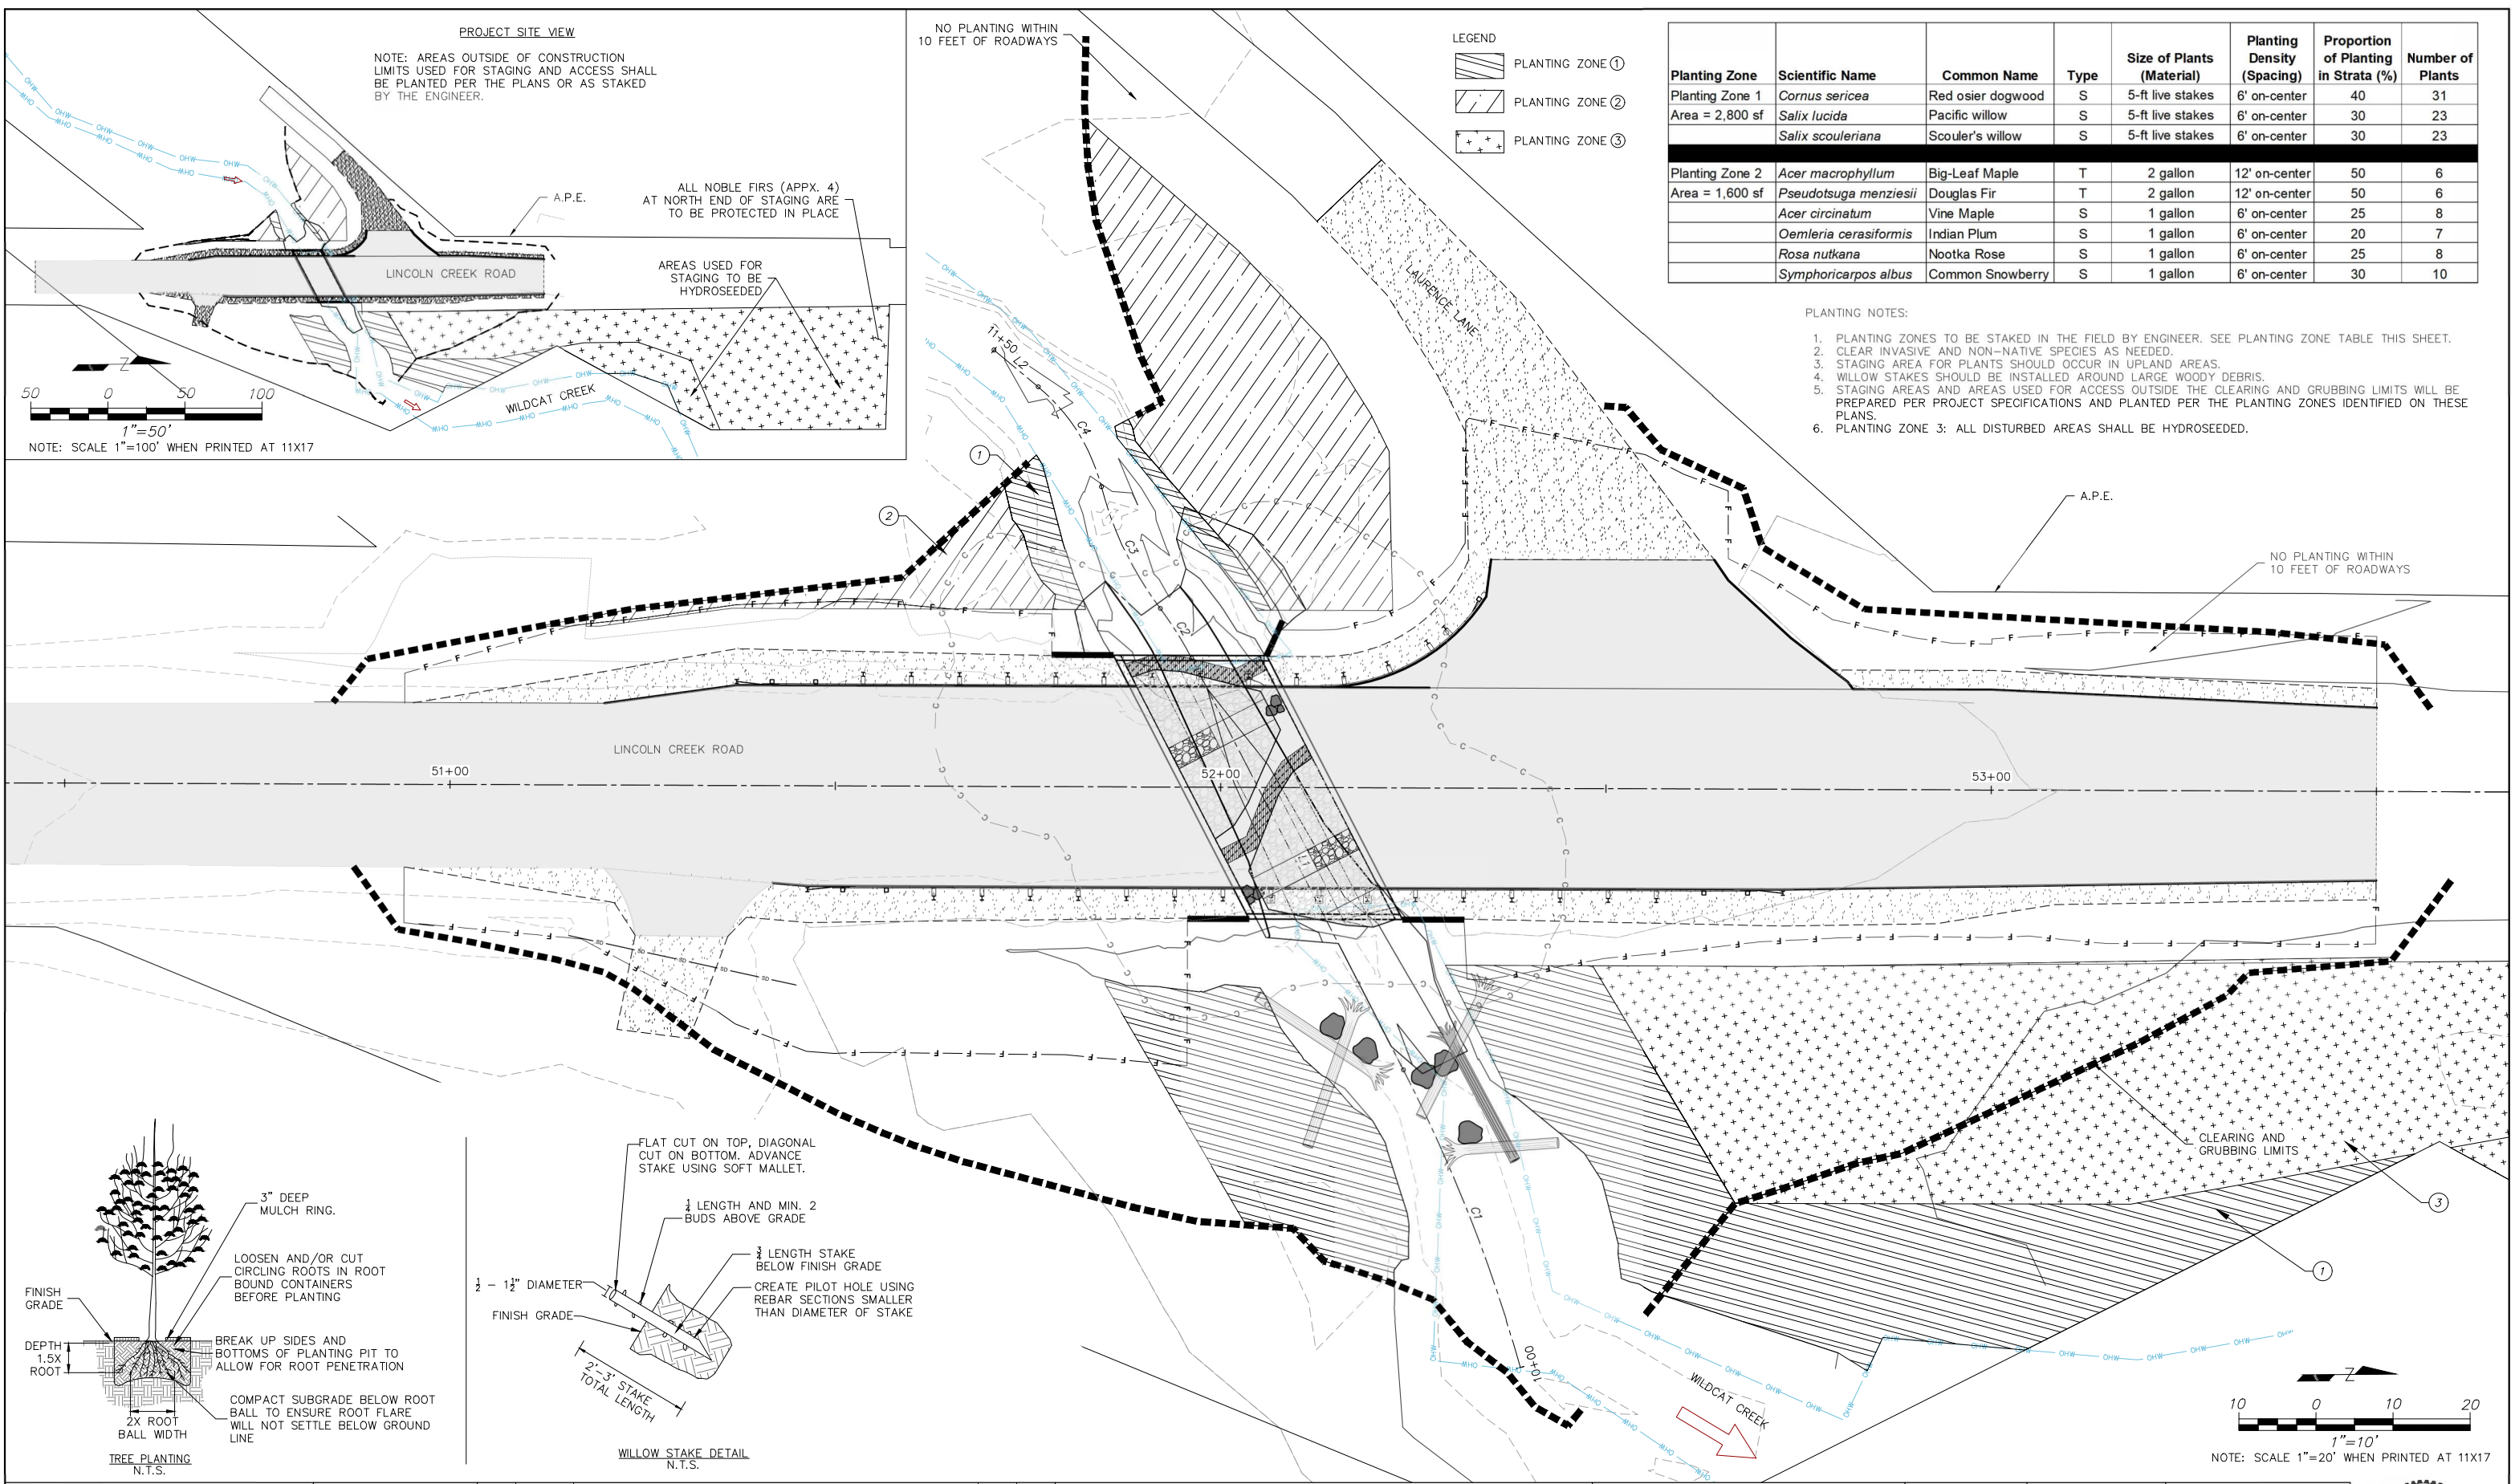 PROJECT SITE VIEW
NOTE: AREAS OUTSIDE OF CONSTRUCTION
LIMITS USED FOR STAGING AND ACCESS SHALL
BE PLANTED PER THE PLANS OR AS STAKED
BY THE ENGINEER.
A.P.E.
ALL NOBLE FIRS (APPX. 4)
AT NORTH END OF STAGING ARE
TO BE PROTECTED IN PLACE
LINCOLN CREEK ROAD
AREAS USED FOR
STAGING TO BE
HYDROSEEDED
WILDCAT CREEK
Z
50 0 50 100
1"=50'
NOTE: SCALE 1"=100' WHEN PRINTED AT 11X17
NO PLANTING WITHIN
10 FEET OF ROADWAYS
LEGEND
PLANTING ZONE 1
PLANTING ZONE 2
PLANTING ZONE 3
Planting Zone Scientific Name Common Name Type Size of Plants (Material) Planting Density (Spacing) Proportion of Planting in Strata (%) Number of Plants
Planting Zone 1 Cornus sericea Red osier dogwood S 5-ft live stakes 6' on-center 40 31
Area = 2,800 sf Salix lucida Pacific willow S 5-ft live stakes 6' on-center 30 23
Salix scouleriana Scouler's willow S 5-ft live stakes 6' on-center 30 23
Planting Zone 2 Acer macrophyllum Big-Leaf Maple T 2 gallon 12' on-center 50 6
Area = 1,600 sf Pseudotsuga menziesii Douglas Fir T 2 gallon 12' on-center 50 6
Acer circinatum Vine Maple S 1 gallon 6' on-center 25 8
Oemleria cerasiformis Indian Plum S 1 gallon 6' on-center 20 7
Rosa nutkana Nootka Rose S 1 gallon 6' on-center 25 8
Symphoricarpos albus Common Snowberry S 1 gallon 6' on-center 30 10
PLANTING NOTES:
1. PLANTING ZONES TO BE STAKED IN THE FIELD BY ENGINEER. SEE PLANTING ZONE TABLE THIS SHEET.
2. CLEAR INVASIVE AND NON-NATIVE SPECIES AS NEEDED.
3. STAGING AREA FOR PLANTS SHOULD OCCUR IN UPLAND AREAS.
4. WILLOW STAKES SHOULD BE INSTALLED AROUND LARGE WOODY DEBRIS.
5. STAGING AREAS AND AREAS USED FOR ACCESS OUTSIDE THE CLEARING AND GRUBBING LIMITS WILL BE
PREPARED PER PROJECT SPECIFICATIONS AND PLANTED PER THE PLANTING ZONES IDENTIFIED ON THESE
PLANS.
6. PLANTING ZONE 3: ALL DISTURBED AREAS SHALL BE HYDROSEEDED.
LAURENCE LANE
11+50
L2
C4
C3
C2
1
2
A.P.E.
NO PLANTING WITHIN
10 FEET OF ROADWAYS
LINCOLN CREEK ROAD
51+00
52+00
53+00
L1
C1
10+00
CLEARING AND
GRUBBING LIMITS
3
1
WILDCAT CREEK
FLAT CUT ON TOP, DIAGONAL
CUT ON BOTTOM. ADVANCE
STAKE USING SOFT MALLET.
1/4 LENGTH AND MIN. 2
BUDS ABOVE GRADE
3/4 LENGTH STAKE
BELOW FINISH GRADE
1/2 - 1 1/2" DIAMETER
CREATE PILOT HOLE USING
REBAR SECTIONS SMALLER
THAN DIAMETER OF STAKE
FINISH GRADE
2'-3' STAKE
TOTAL LENGTH
WILLOW STAKE DETAIL
N.T.S.
3" DEEP
MULCH RING.
LOOSEN AND/OR CUT
CIRCLING ROOTS IN ROOT
BOUND CONTAINERS
BEFORE PLANTING
FINISH
GRADE
BREAK UP SIDES AND
BOTTOMS OF PLANTING PIT TO
ALLOW FOR ROOT PENETRATION
DEPTH
1.5X
ROOT
COMPACT SUBGRADE BELOW ROOT
BALL TO ENSURE ROOT FLARE
WILL NOT SETTLE BELOW GROUND
LINE
2X ROOT
BALL WIDTH
TREE PLANTING
N.T.S.
Z
10 0 10 20
1"=10'
NOTE: SCALE 1"=20' WHEN PRINTED AT 11X17